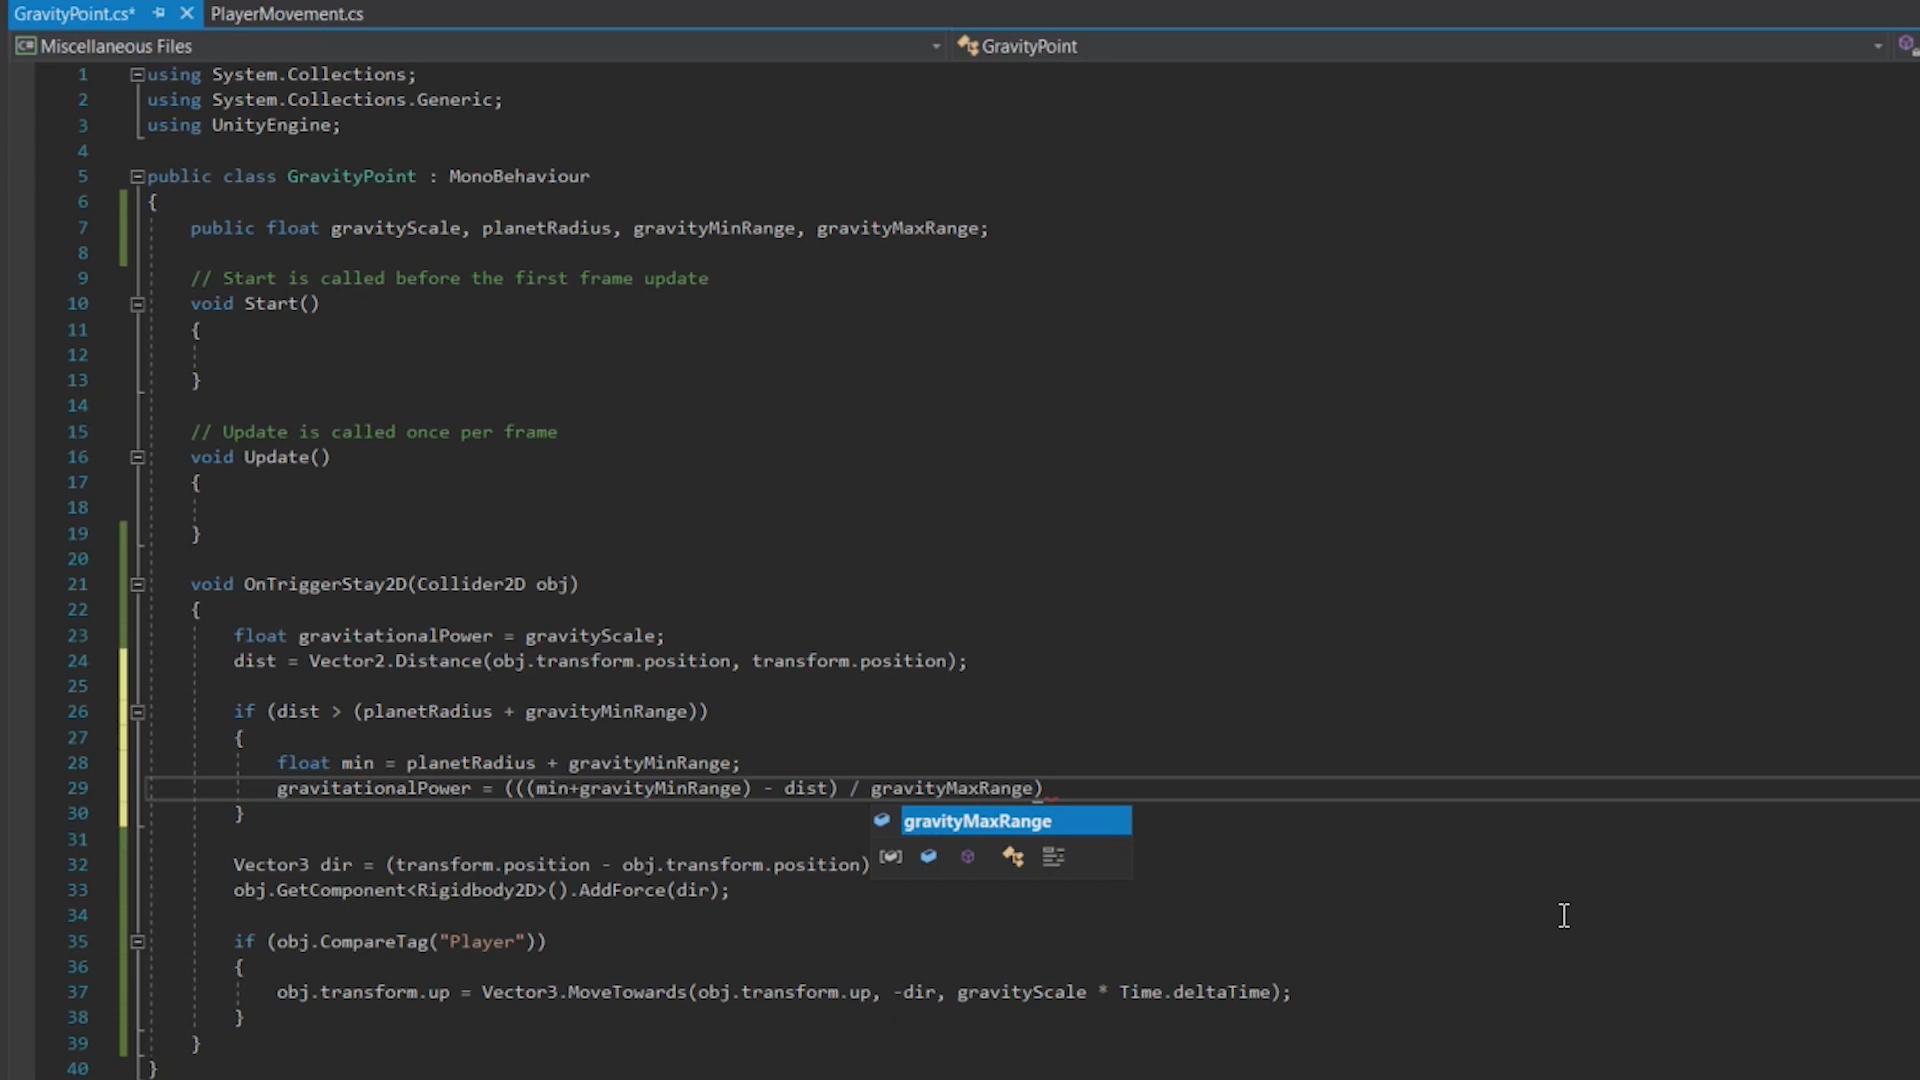 GravityPoint.cs*
PlayerMovement.cs
C# Miscellaneous Files
GravityPoint
1 using System.Collections;
2 using System.Collections.Generic;
3 using UnityEngine;
4
5 public class GravityPoint : MonoBehaviour
6 {
7 public float gravityScale, planetRadius, gravityMinRange, gravityMaxRange;
8
9 // Start is called before the first frame update
10 void Start()
11 {
12
13 }
14
15 // Update is called once per frame
16 void Update()
17 {
18
19 }
20
21 void OnTriggerStay2D(Collider2D obj)
22 {
23 float gravitationalPower = gravityScale;
24 dist = Vector2.Distance(obj.transform.position, transform.position);
25
26 if (dist > (planetRadius + gravityMinRange))
27 {
28 float min = planetRadius + gravityMinRange;
29 gravitationalPower = (((min+gravityMinRange) - dist) / gravityMaxRange)
30 }
gravityMaxRange
31
32 Vector3 dir = (transform.position - obj.transform.position)
33 obj.GetComponent<Rigidbody2D>().AddForce(dir);
34
35 if (obj.CompareTag("Player"))
36 {
37 obj.transform.up = Vector3.MoveTowards(obj.transform.up, -dir, gravityScale * Time.deltaTime);
38 }
39 }
40 }